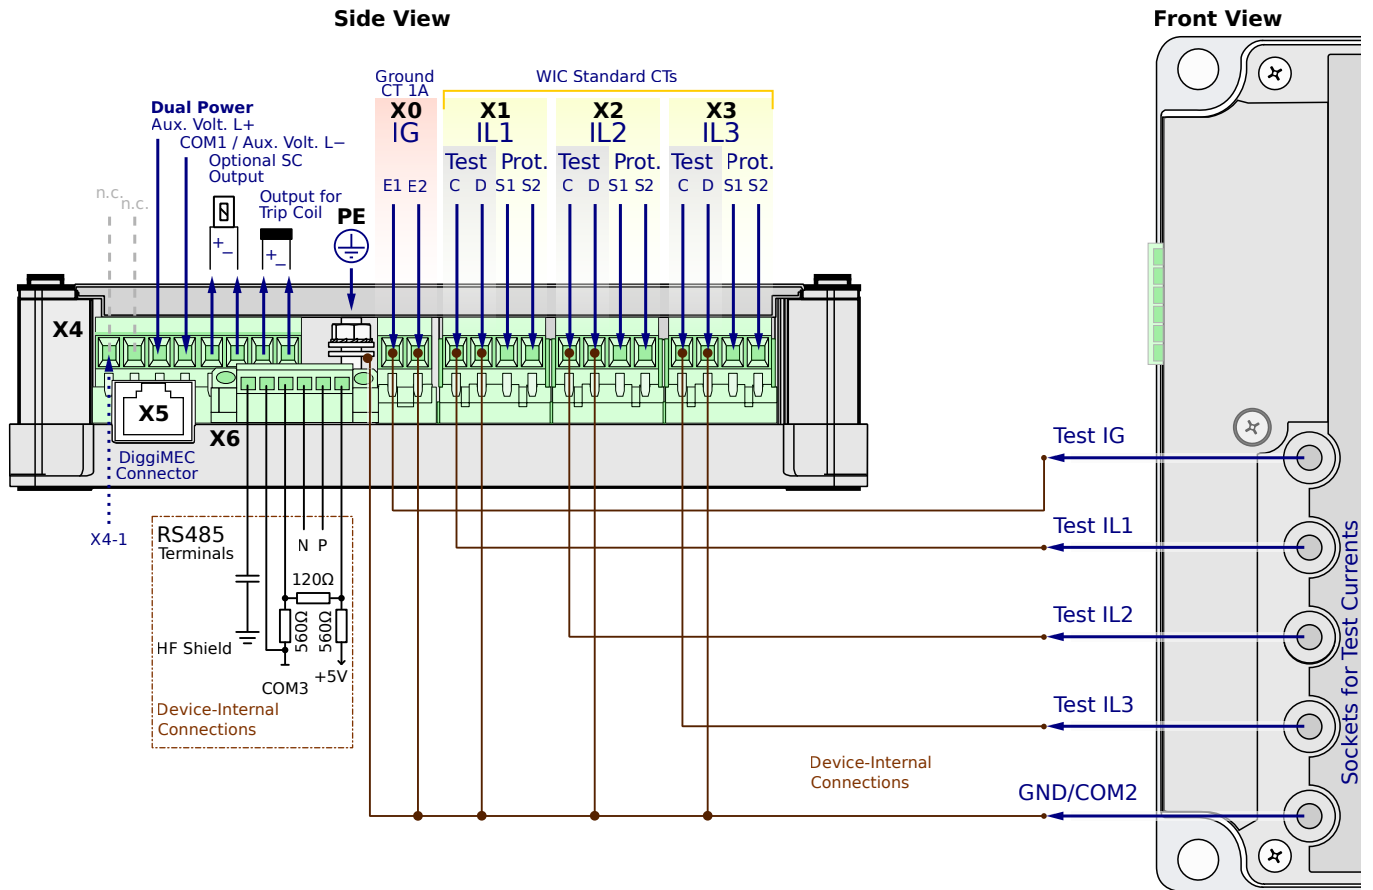 Side View
Front View
Ground
CT 1A
WIC Standard CTs
Dual Power
Aux. Volt. L+
COM1 / Aux. Volt. L−
Optional SC
Output
Output for
Trip Coil
n.c.
n.c.
+
−
+
−
PE
X0
IG
E1 E2
X1
IL1
Test Prot.
C D S1 S2
X2
IL2
Test Prot.
C D S1 S2
X3
IL3
Test Prot.
C D S1 S2
X4
X5
X6
DiggiMEC
Connector
X4-1
RS485
Terminals
N P
120Ω
560Ω
560Ω
HF Shield
COM3
+5V
Device-Internal
Connections
Test IG
Test IL1
Test IL2
Test IL3
GND/COM2
Device-Internal
Connections
Sockets for Test Currents